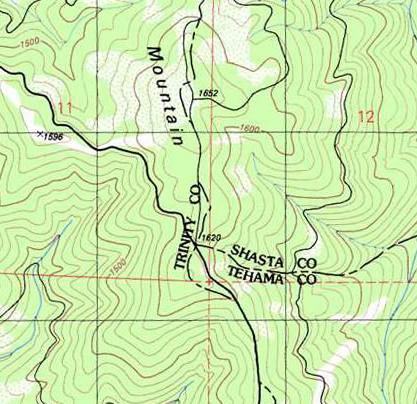 1500
Mountain
1652
11
12
1600
1596
TRINITY CO
1620
SHASTA CO
TEHAMA CO
1500